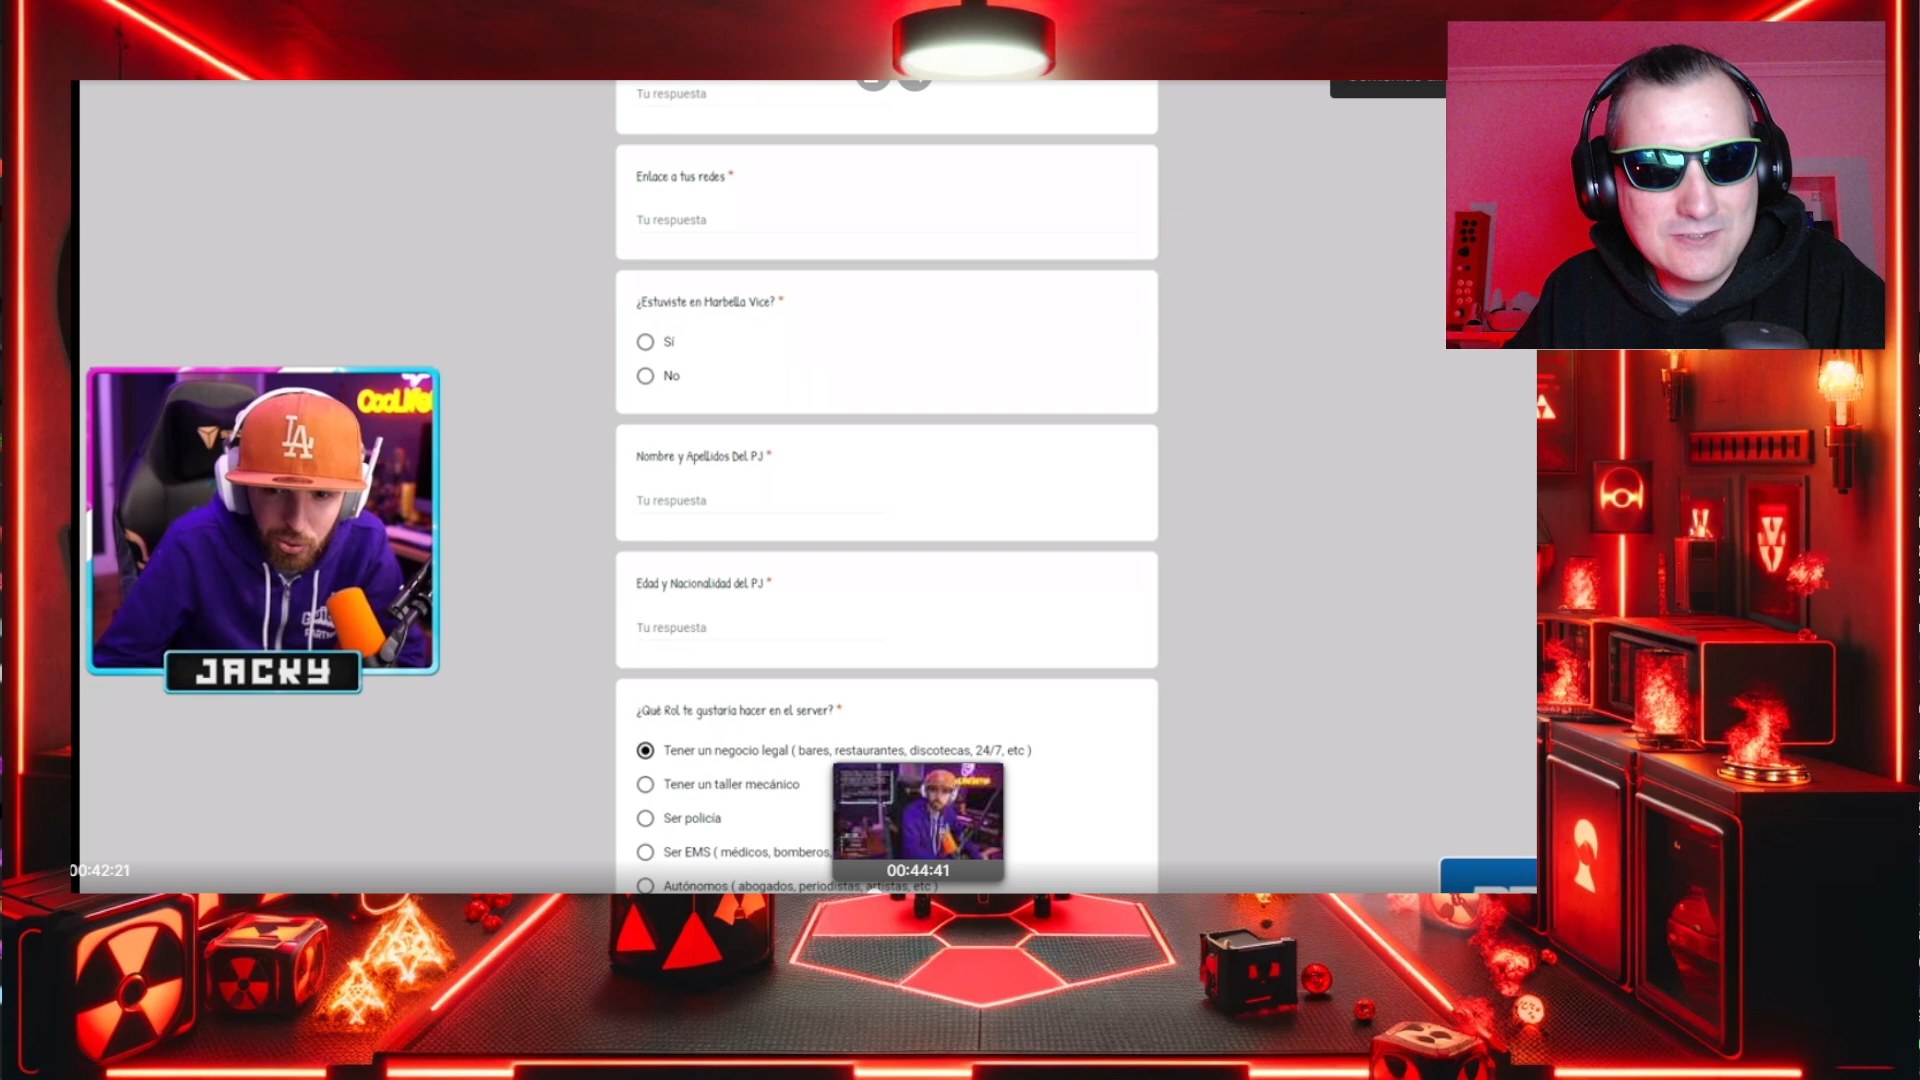 Tu respuesta
Enlace a tus redes *
Tu respuesta
¿Estuviste en Marbella Vice? *
Sí
No
Nombre y Apellidos Del PJ *
Tu respuesta
Edad y Nacionalidad del PJ *
Tu respuesta
¿Qué Rol te gustaría hacer en el server? *
Tener un negocio legal ( bares, restaurantes, discotecas, 24/7, etc )
Tener un taller mecánico
Ser policía
Ser EMS ( médicos, bomberos,
Autónomos ( abogados, periodistas, artistas, etc )
LA
JACKY
00:42:21
00:44:41